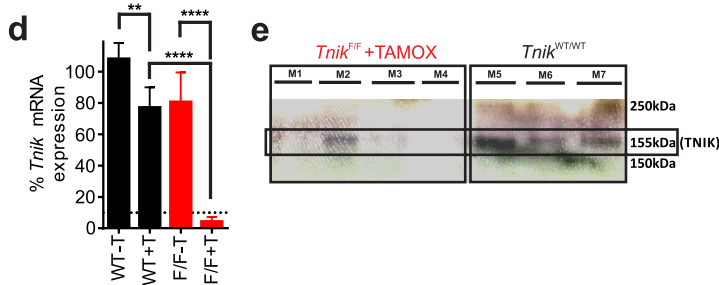 d
**
****
****
% Tnik mRNA
expression
100
80
60
40
20
0
WT-T
WT+T
F/F-T
F/F+T
e
Tnik^F/F +TAMOX
Tnik^WT/WT
M1 M2 M3 M4 M5 M6 M7
250kDa
155kDa (TNIK)
150kDa